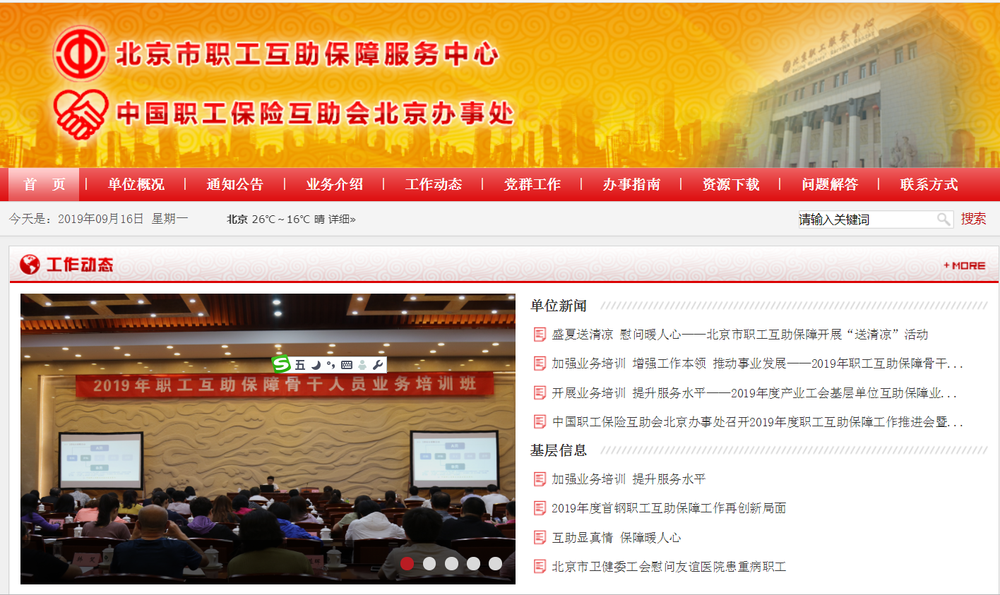 北京市职工互助保障服务中心
中国职工保险互助会北京办事处
北京职工服务中心
首 页
单位概况
通知公告
业务介绍
工作动态
党群工作
办事指南
资源下载
问题解答
联系方式
今天是：2019年09月16日 星期一
北京 26℃～16℃ 晴 详细»
请输入关键词
搜索
工作动态
+MORE
五
2019年职工互助保障骨干人员业务培训班
单位新闻
盛夏送清凉 慰问暖人心——北京市职工互助保障开展“送清凉”活动
加强业务培训 增强工作本领 推动事业发展——2019年职工互助保障骨干...
开展业务培训 提升服务水平——2019年度产业工会基层单位互助保障业...
中国职工保险互助会北京办事处召开2019年度职工互助保障工作推进会暨...
基层信息
加强业务培训 提升服务水平
2019年度首钢职工互助保障工作再创新局面
互助显真情 保障暖人心
北京市卫健委工会慰问友谊医院患重病职工